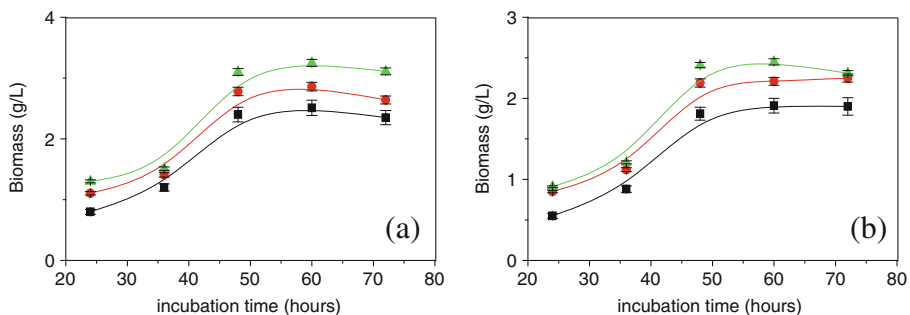 4
2
0
20 30 40 50 60 70 80
Biomass (g/L)
incubation time (hours)
(a)
3
2
1
0
20 30 40 50 60 70 80
Biomass (g/L)
incubation time (hours)
(b)